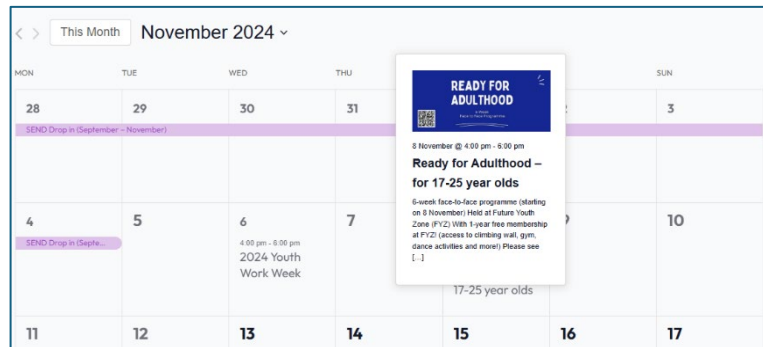 This Month November 2024
MON TUE WED THU SUN
READY FOR
ADULTHOOD
28 29 30 31 2 3
SEND Drop in (September – November)
8 November @ 4:00 pm - 6:00 pm
Ready for Adulthood –
for 17-25 year olds
6-week face-to-face programme (starting
on 8 November) Held at Future Youth
Zone (FYZ) With 1-year free membership
at FYZ! (access to climbing wall, gym,
dance activities and more!) Please see
[...]
4 5 6 7 9 10
SEND Drop in (Septe...
4:00 pm - 6:00 pm
2024 Youth
Work Week
17-25 year olds
11 12 13 14 15 16 17